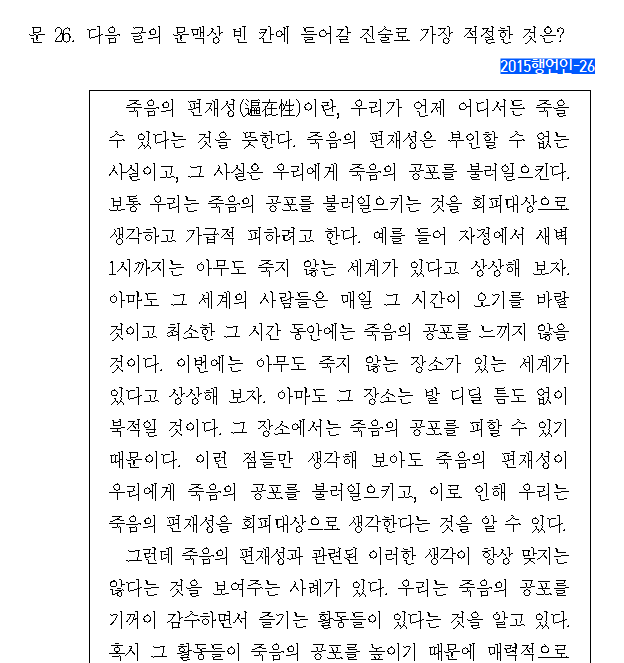 문 26. 다음 글의 문맥상 빈 칸에 들어갈 진술로 가장 적절한 것은?
2015행언인-26
죽음의 편재성(遍在性)이란, 우리가 언제 어디서든 죽을
수 있다는 것을 뜻한다. 죽음의 편재성은 부인할 수 없는
사실이고, 그 사실은 우리에게 죽음의 공포를 불러일으킨다.
보통 우리는 죽음의 공포를 불러일으키는 것을 회피대상으로
생각하고 가급적 피하려고 한다. 예를 들어 자정에서 새벽
1시까지는 아무도 죽지 않는 세계가 있다고 상상해 보자.
아마도 그 세계의 사람들은 매일 그 시간이 오기를 바랄
것이고 최소한 그 시간 동안에는 죽음의 공포를 느끼지 않을
것이다. 이번에는 아무도 죽지 않는 장소가 있는 세계가
있다고 상상해 보자. 아마도 그 장소는 발 디딜 틈도 없이
북적일 것이다. 그 장소에서는 죽음의 공포를 피할 수 있기
때문이다. 이런 점들만 생각해 보아도 죽음의 편재성이
우리에게 죽음의 공포를 불러일으키고, 이로 인해 우리는
죽음의 편재성을 회피대상으로 생각한다는 것을 알 수 있다.
그런데 죽음의 편재성과 관련된 이러한 생각이 항상 맞지는
않다는 것을 보여주는 사례가 있다. 우리는 죽음의 공포를
기꺼이 감수하면서 즐기는 활동들이 있다는 것을 알고 있다.
혹시 그 활동들이 죽음의 공포를 높이기 때문에 매력적으로